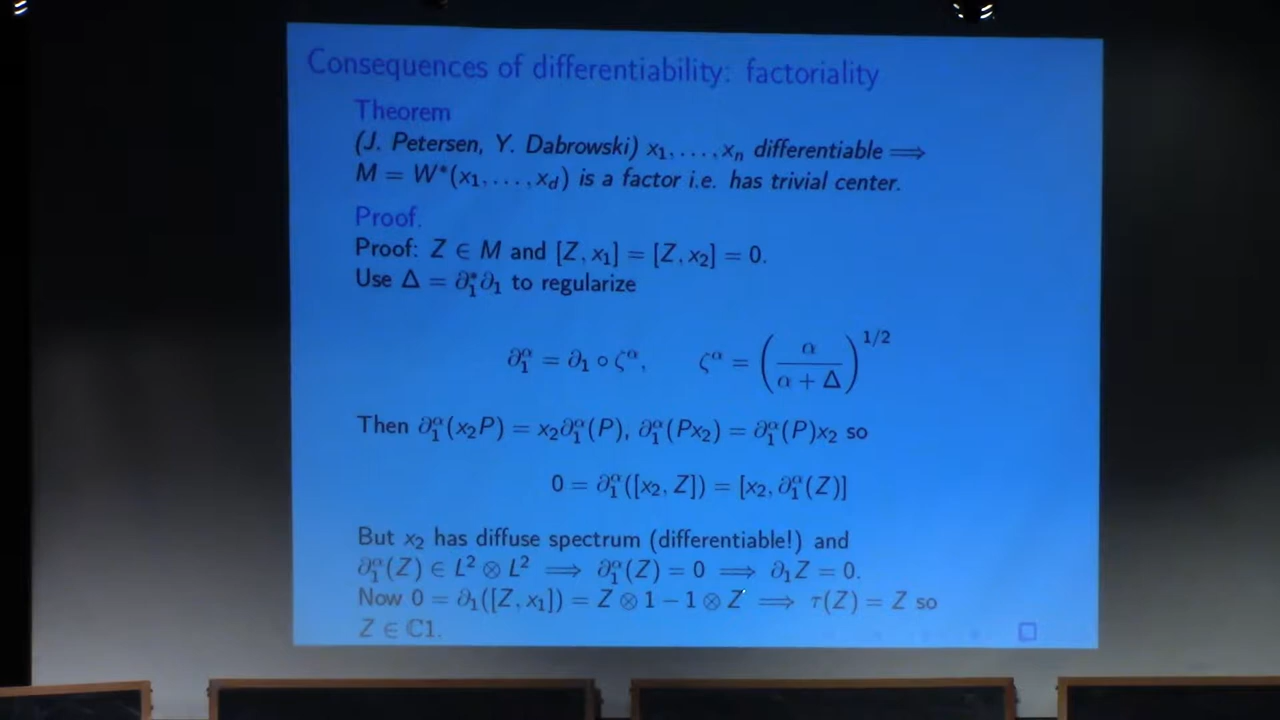 Consequences of differentiability: factoriality
Theorem
(J. Petersen, Y. Dabrowski) x₁, . . . , xₙ differentiable ⟹
M = W*(x₁, . . . , x_d) is a factor i.e. has trivial center.
Proof.
Proof: Z ∈ M and [Z, x₁] = [Z, x₂] = 0.
Use Δ = ∂₁*∂₁ to regularize
∂₁^α = ∂₁ ∘ ζ^α, ζ^α = (α / (α + Δ))^{1/2}
Then ∂₁^α(x₂P) = x₂∂₁^α(P), ∂₁^α(Px₂) = ∂₁^α(P)x₂ so
0 = ∂₁^α([x₂, Z]) = [x₂, ∂₁^α(Z)]
But x₂ has diffuse spectrum (differentiable!) and
∂₁^α(Z) ∈ L² ⊗ L² ⟹ ∂₁^α(Z) = 0 ⟹ ∂₁Z = 0.
Now 0 = ∂₁([Z, x₁]) = Z ⊗ 1 − 1 ⊗ Z ⟹ τ(Z) = Z so
Z ∈ ℂ1.